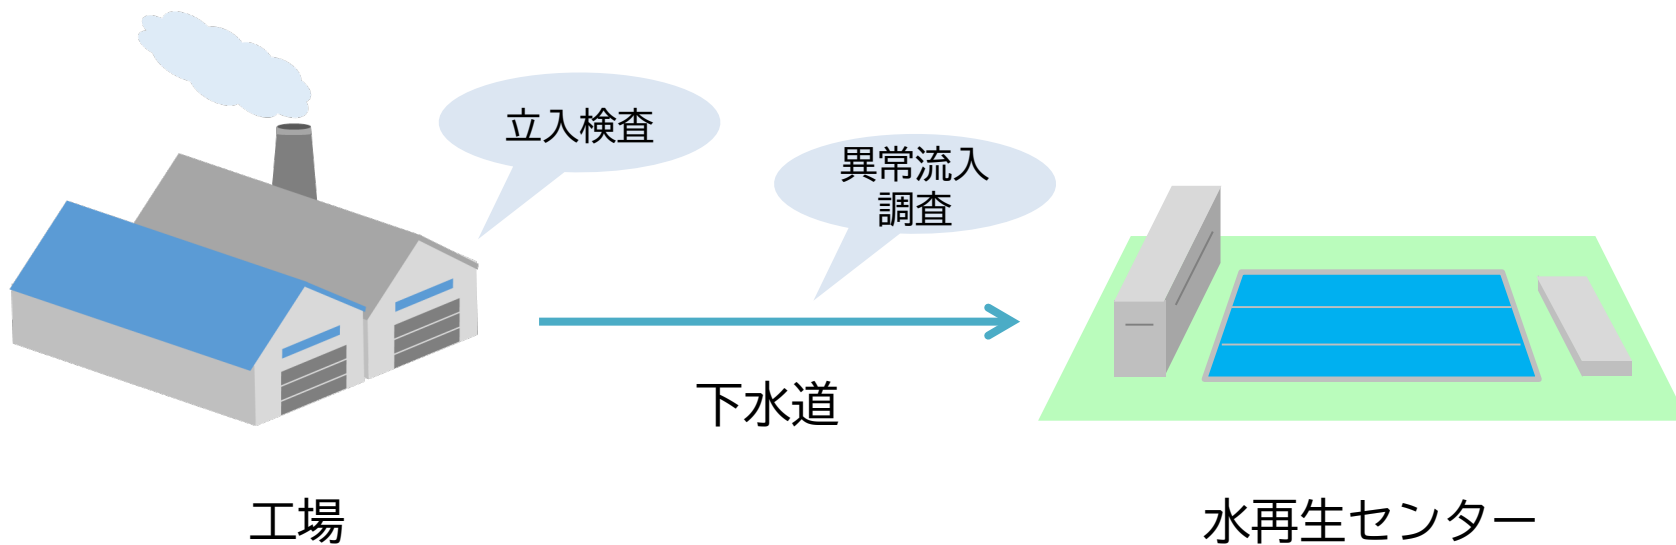 立入検査
異常流入
調査
下水道
工場
水再生センター